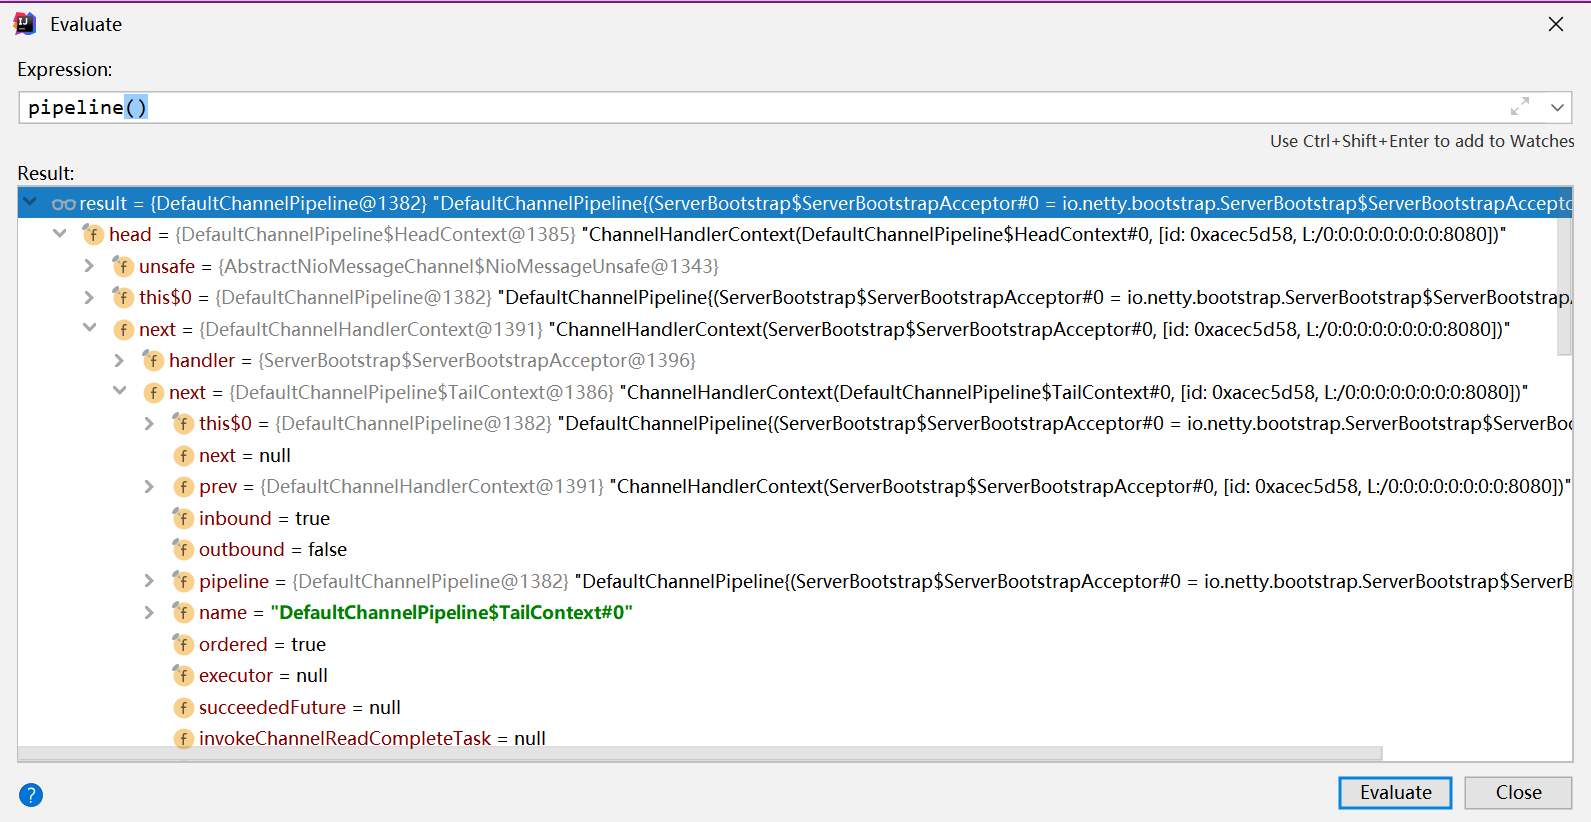 Evaluate
Expression:
pipeline()
Use Ctrl+Shift+Enter to add to Watches
Result:
result = {DefaultChannelPipeline@1382} "DefaultChannelPipeline{(ServerBootstrap$ServerBootstrapAcceptor#0 = io.netty.bootstrap.ServerBootstrap$ServerBootstrapAccepto
head = {DefaultChannelPipeline$HeadContext@1385} "ChannelHandlerContext(DefaultChannelPipeline$HeadContext#0, [id: 0xacec5d58, L:/0:0:0:0:0:0:0:0:8080])"
unsafe = {AbstractNioMessageChannel$NioMessageUnsafe@1343}
this$0 = {DefaultChannelPipeline@1382} "DefaultChannelPipeline{(ServerBootstrap$ServerBootstrapAcceptor#0 = io.netty.bootstrap.ServerBootstrap$ServerBootstrap
next = {DefaultChannelHandlerContext@1391} "ChannelHandlerContext(ServerBootstrap$ServerBootstrapAcceptor#0, [id: 0xacec5d58, L:/0:0:0:0:0:0:0:0:8080])"
handler = {ServerBootstrap$ServerBootstrapAcceptor@1396}
next = {DefaultChannelPipeline$TailContext@1386} "ChannelHandlerContext(DefaultChannelPipeline$TailContext#0, [id: 0xacec5d58, L:/0:0:0:0:0:0:0:0:8080])"
this$0 = {DefaultChannelPipeline@1382} "DefaultChannelPipeline{(ServerBootstrap$ServerBootstrapAcceptor#0 = io.netty.bootstrap.ServerBootstrap$ServerBoo
next = null
prev = {DefaultChannelHandlerContext@1391} "ChannelHandlerContext(ServerBootstrap$ServerBootstrapAcceptor#0, [id: 0xacec5d58, L:/0:0:0:0:0:0:0:0:8080])"
inbound = true
outbound = false
pipeline = {DefaultChannelPipeline@1382} "DefaultChannelPipeline{(ServerBootstrap$ServerBootstrapAcceptor#0 = io.netty.bootstrap.ServerBootstrap$ServerB
name = "DefaultChannelPipeline$TailContext#0"
ordered = true
executor = null
succeededFuture = null
invokeChannelReadCompleteTask = null
Evaluate
Close